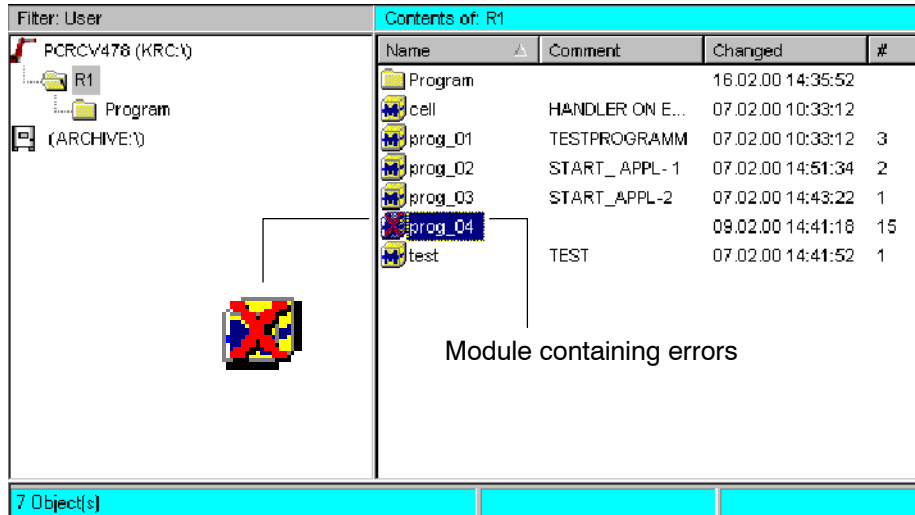 Filter: User
Contents of: R1
PCRCV478 (KRC:\)
R1
Program
(ARCHIVE:\)
Name Comment Changed #
Program 16.02.00 14:35:52
cell HANDLER ON E... 07.02.00 10:33:12
prog_01 TESTPROGRAMM 07.02.00 10:33:12 3
prog_02 START_ APPL-1 07.02.00 14:51:34 2
prog_03 START_APPL-2 07.02.00 14:43:22 1
prog_04 09.02.00 14:41:18 15
test TEST 07.02.00 14:41:52 1
Module containing errors
7 Object(s)